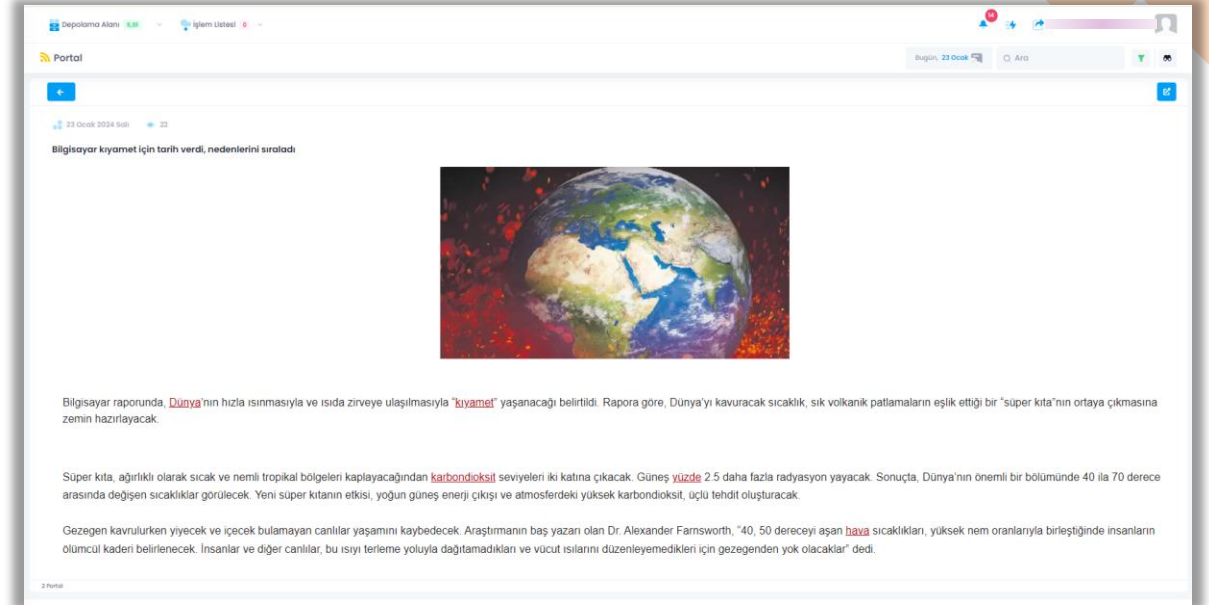 Depolama Alanı
İşlem Listesi 0
14
Portal
Bugün, 23 Ocak
Ara
23 Ocak 2024 Salı 22
Bilgisayar kıyamet için tarih verdi, nedenlerini sıraladı
Bilgisayar raporunda, Dünya'nın hızla ısınmasıyla ve ısıda zirveye ulaşılmasıyla “kıyamet” yaşanacağı belirtildi. Rapora göre, Dünya'yı kavuracak sıcaklık, sık volkanik patlamaların eşlik ettiği bir “süper kıta”nın ortaya çıkmasına
zemin hazırlayacak.
Süper kıta, ağırlıklı olarak sıcak ve nemli tropikal bölgeleri kaplayacağından karbondioksit seviyeleri iki katına çıkacak. Güneş yüzde 2.5 daha fazla radyasyon yayacak. Sonuçta, Dünya'nın önemli bir bölümünde 40 ila 70 derece
arasında değişen sıcaklıklar görülecek. Yeni süper kıtanın etkisi, yoğun güneş enerji çıkışı ve atmosferdeki yüksek karbondioksit, üçlü tehdit oluşturacak.
Gezegen kavrulurken yiyecek ve içecek bulamayan canlılar yaşamını kaybedecek. Araştırmanın baş yazarı olan Dr. Alexander Farnsworth, “40, 50 dereceyi aşan hava sıcaklıkları, yüksek nem oranlarıyla birleştiğinde insanların
ölümcül kaderi belirlenecek. İnsanlar ve diğer canlılar, bu ısıyı terleme yoluyla dağıtamadıkları ve vücut ısılarını düzenleyemedikleri için gezegenden yok olacaklar” dedi.
2 Portal